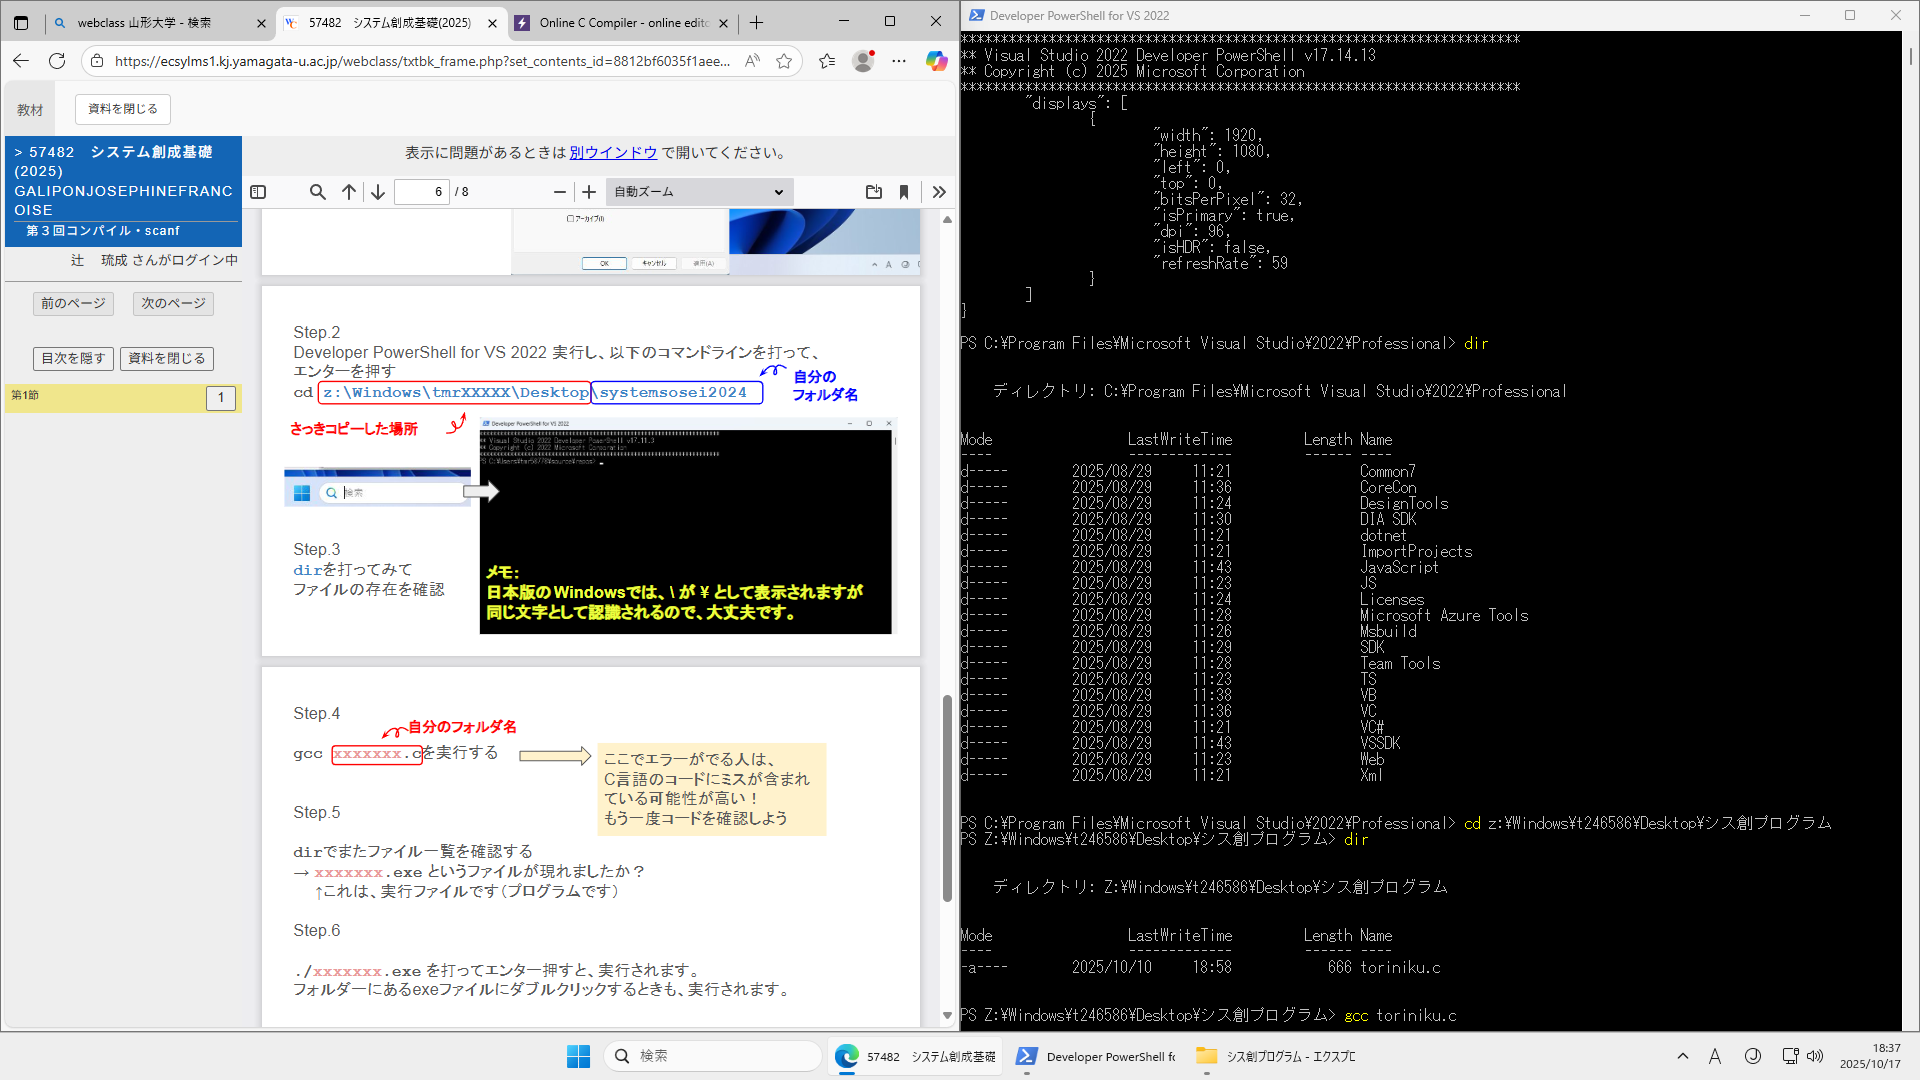 webclass 山形大学 - 検索
57482　システム創成基礎(2025)
Online C Compiler - online edito
https://ecsylms1.kj.yamagata-u.ac.jp/webclass/txtbk_frame.php?set_contents_id=8812bf6035f1aee...
教材
資料を閉じる
> 57482　システム創成基礎
(2025)
GALIPONJOSEPHINEFRANC
OISE
第３回コンパイル・scanf
辻　琉成 さんがログイン中
前のページ
次のページ
目次を隠す
資料を閉じる
第1節
1
表示に問題があるときは 別ウインドウ で開いてください。
6 / 8
自動ズーム
アーカイブ(I)
OK
キャンセル
適用(A)
Step.2
Developer PowerShell for VS 2022 実行し、以下のコマンドラインを打って、
エンターを押す
cd z:\Windows\tmrXXXXX\Desktop\systemsosei2024
自分の
フォルダ名
さっきコピーした場所
Developer PowerShell for VS 2022
** Visual Studio 2022 Developer PowerShell v17.11.3
** Copyright (c) 2022 Microsoft Corporation
PS C:\Users\tmr58778\source\repos>
検索
メモ：
日本版のWindowsでは、\ が ¥ として表示されますが
同じ文字として認識されるので、大丈夫です。
Step.3
dirを打ってみて
ファイルの存在を確認
Step.4
自分のフォルダ名
gcc xxxxxxx.cを実行する
ここでエラーがでる人は、
C言語のコードにミスが含まれ
ている可能性が高い！
もう一度コードを確認しよう
Step.5
dirでまたファイル一覧を確認する
→ xxxxxxx.exe というファイルが現れましたか？
↑これは、実行ファイルです（プログラムです）
Step.6
./xxxxxxx.exe を打ってエンター押すと、実行されます。
フォルダーにあるexeファイルにダブルクリックするときも、実行されます。
Developer PowerShell for VS 2022
**********************************************************************
** Visual Studio 2022 Developer PowerShell v17.14.13
** Copyright (c) 2025 Microsoft Corporation
**********************************************************************
"displays": [
{
"width": 1920,
"height": 1080,
"left": 0,
"top": 0,
"bitsPerPixel": 32,
"isPrimary": true,
"dpi": 96,
"isHDR": false,
"refreshRate": 59
}
]
}
PS C:¥Program Files¥Microsoft Visual Studio¥2022¥Professional> dir
ディレクトリ: C:¥Program Files¥Microsoft Visual Studio¥2022¥Professional
Mode LastWriteTime Length Name
---- ------------- ------ ----
d----- 2025/08/29 11:21 Common7
d----- 2025/08/29 11:36 CoreCon
d----- 2025/08/29 11:24 DesignTools
d----- 2025/08/29 11:30 DIA SDK
d----- 2025/08/29 11:21 dotnet
d----- 2025/08/29 11:21 ImportProjects
d----- 2025/08/29 11:43 JavaScript
d----- 2025/08/29 11:23 JS
d----- 2025/08/29 11:24 Licenses
d----- 2025/08/29 11:28 Microsoft Azure Tools
d----- 2025/08/29 11:26 Msbuild
d----- 2025/08/29 11:29 SDK
d----- 2025/08/29 11:28 Team Tools
d----- 2025/08/29 11:23 TS
d----- 2025/08/29 11:38 VB
d----- 2025/08/29 11:36 VC
d----- 2025/08/29 11:21 VC#
d----- 2025/08/29 11:43 VSSDK
d----- 2025/08/29 11:23 Web
d----- 2025/08/29 11:21 Xml
PS C:¥Program Files¥Microsoft Visual Studio¥2022¥Professional> cd z:¥Windows¥t246586¥Desktop¥シス創プログラム
PS Z:¥Windows¥t246586¥Desktop¥シス創プログラム> dir
ディレクトリ: Z:¥Windows¥t246586¥Desktop¥シス創プログラム
Mode LastWriteTime Length Name
---- ------------- ------ ----
-a---- 2025/10/10 18:58 666 toriniku.c
PS Z:¥Windows¥t246586¥Desktop¥シス創プログラム> gcc toriniku.c
検索
57482　システム創成基礎
Developer PowerShell fo
シス創プログラム - エクスプロ
A
18:37
2025/10/17